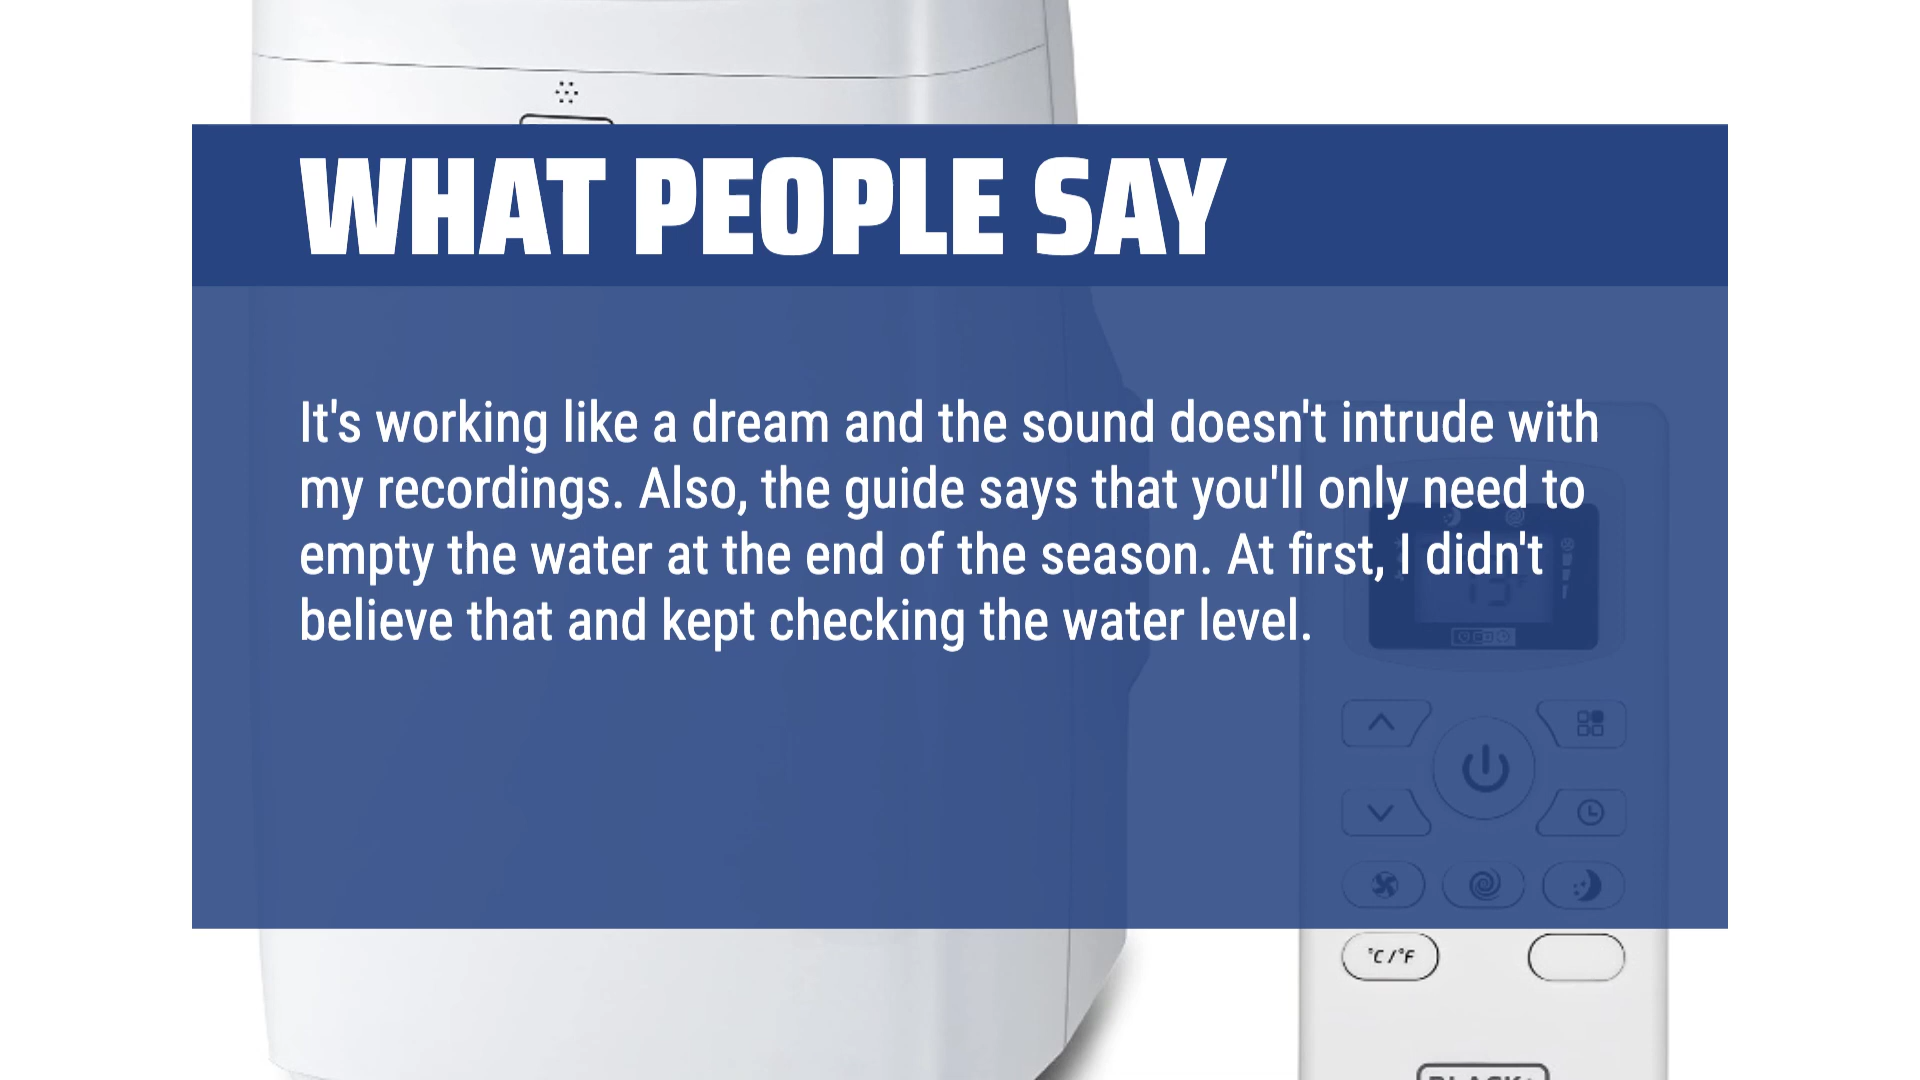 WHAT PEOPLE SAY
It's working like a dream and the sound doesn't intrude with
my recordings. Also, the guide says that you'll only need to
empty the water at the end of the season. At first, I didn't
believe that and kept checking the water level.
°C/°F
BLACK+